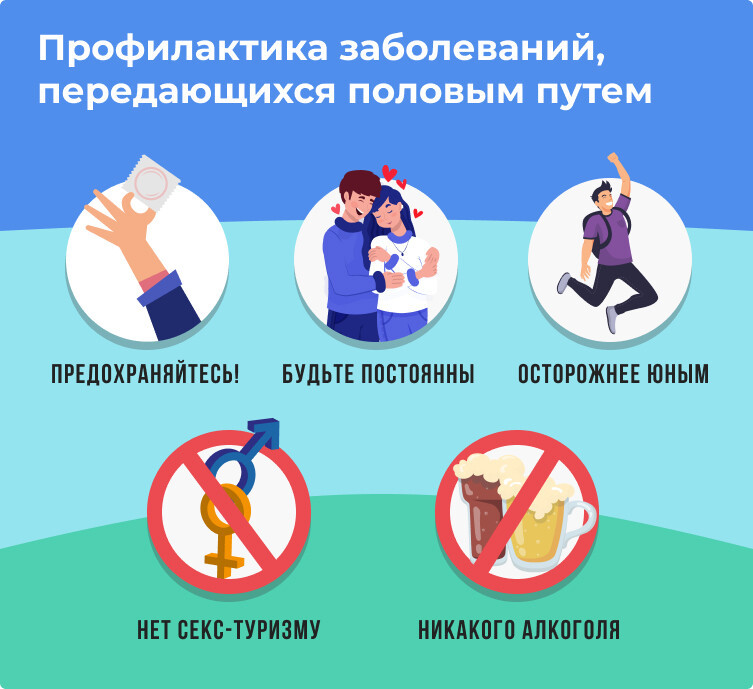 Профилактика заболеваний,
передающихся половым путем
ПРЕДОХРАНЯЙТЕСЬ!
БУДЬТЕ ПОСТОЯННЫ
ОСТОРОЖНЕЕ ЮНЫМ
НЕТ СЕКС-ТУРИЗМУ
НИКАКОГО АЛКОГОЛЯ